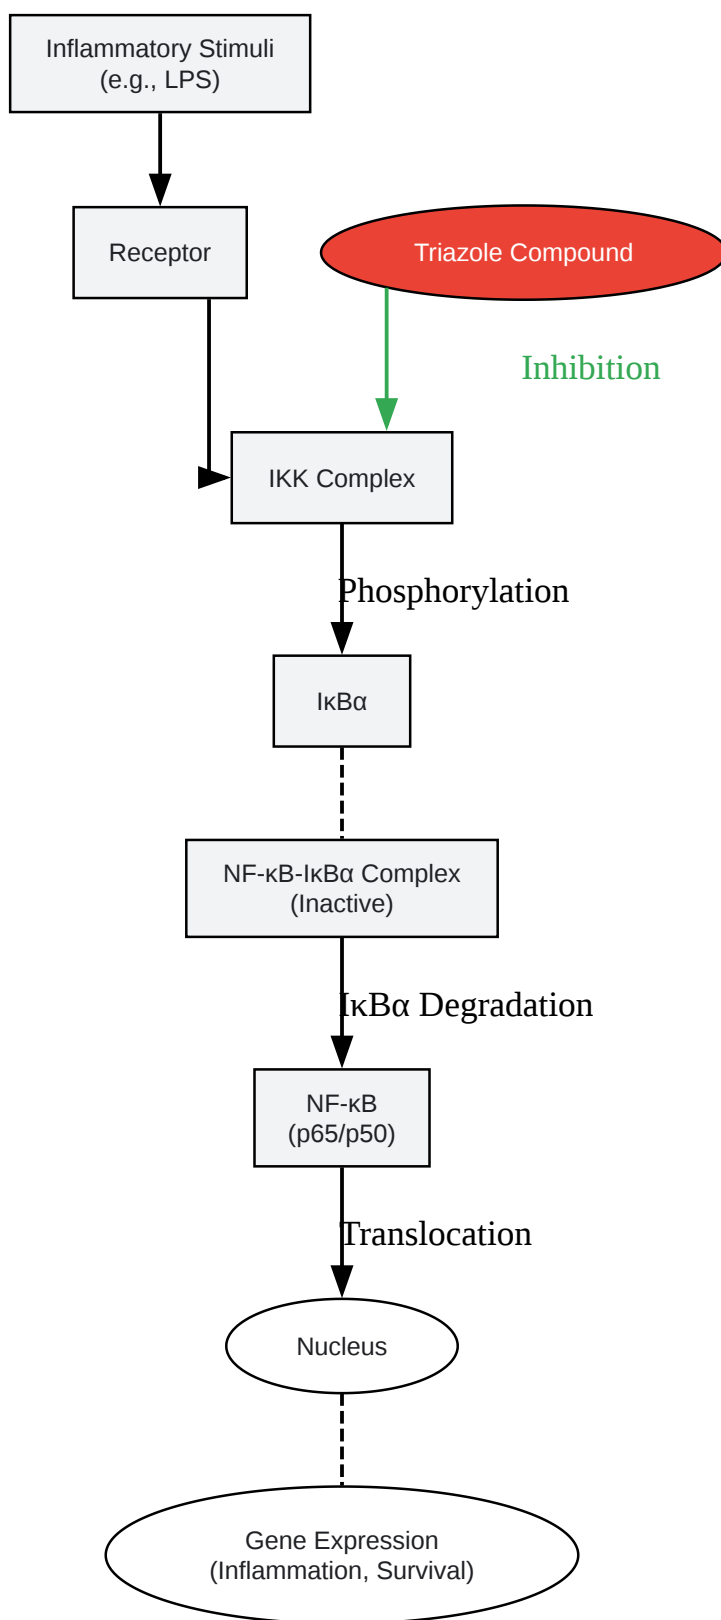 Inflammatory Stimuli
(e.g., LPS)
Receptor
Triazole Compound
Inhibition
IKK Complex
Phosphorylation
IκBα
NF-κB-IκBα Complex
(Inactive)
IκBα Degradation
NF-κB
(p65/p50)
Translocation
Nucleus
Gene Expression
(Inflammation, Survival)